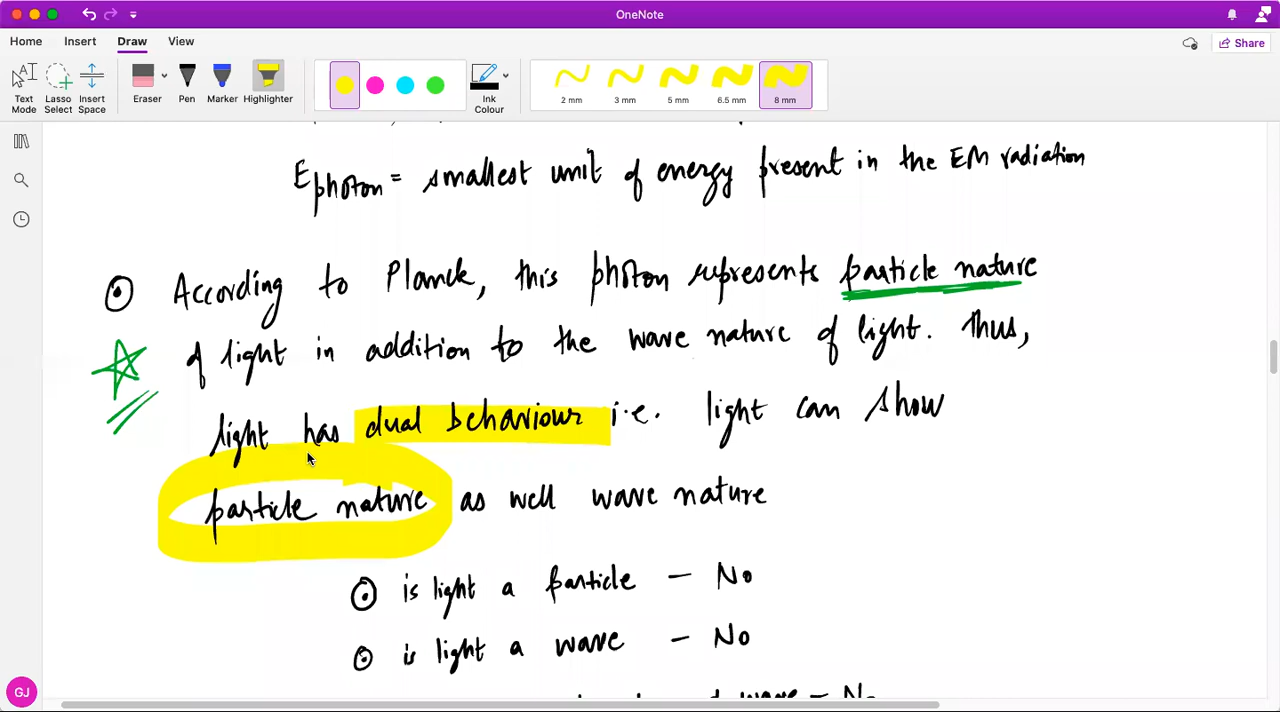 OneNote
Home Insert Draw View
Share
Text Mode Lasso Select Insert Space Eraser Pen Marker Highlighter Ink Colour 2 mm 3 mm 5 mm 6.5 mm 8 mm
Ephoton = smallest unit of energy present in the EM radiation
According to Planck, this photon represents particle nature
of light in addition to the wave nature of light. Thus,
light has dual behaviour i.e. light can show
particle nature as well wave nature
is light a particle – No
is light a wave – No
wave – No
GJ